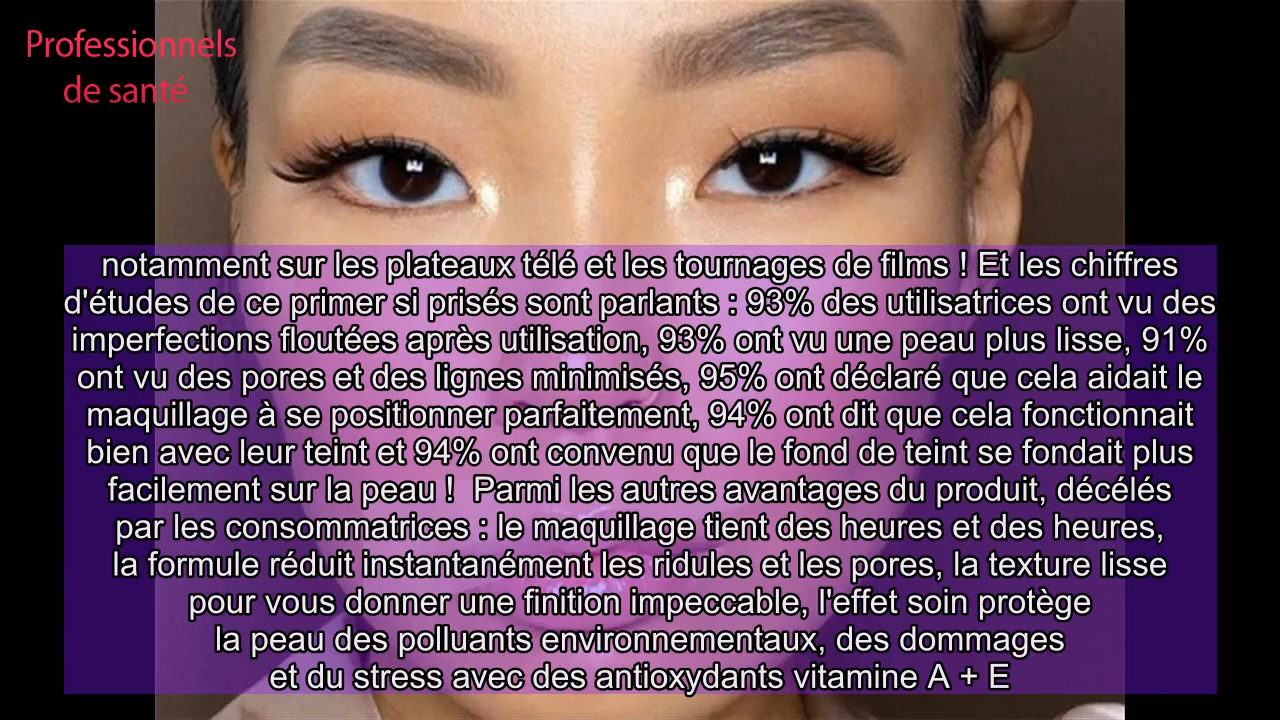 Professionnels
de santé
notamment sur les plateaux télé et les tournages de films ! Et les chiffres
d'études de ce primer si prisés sont parlants : 93% des utilisatrices ont vu des
imperfections floutées après utilisation, 93% ont vu une peau plus lisse, 91%
ont vu des pores et des lignes minimisés, 95% ont déclaré que cela aidait le
maquillage à se positionner parfaitement, 94% ont dit que cela fonctionnait
bien avec leur teint et 94% ont convenu que le fond de teint se fondait plus
facilement sur la peau !  Parmi les autres avantages du produit, décélés
par les consommatrices : le maquillage tient des heures et des heures,
la formule réduit instantanément les ridules et les pores, la texture lisse
pour vous donner une finition impeccable, l'effet soin protège
la peau des polluants environnementaux, des dommages
et du stress avec des antioxydants vitamine A + E